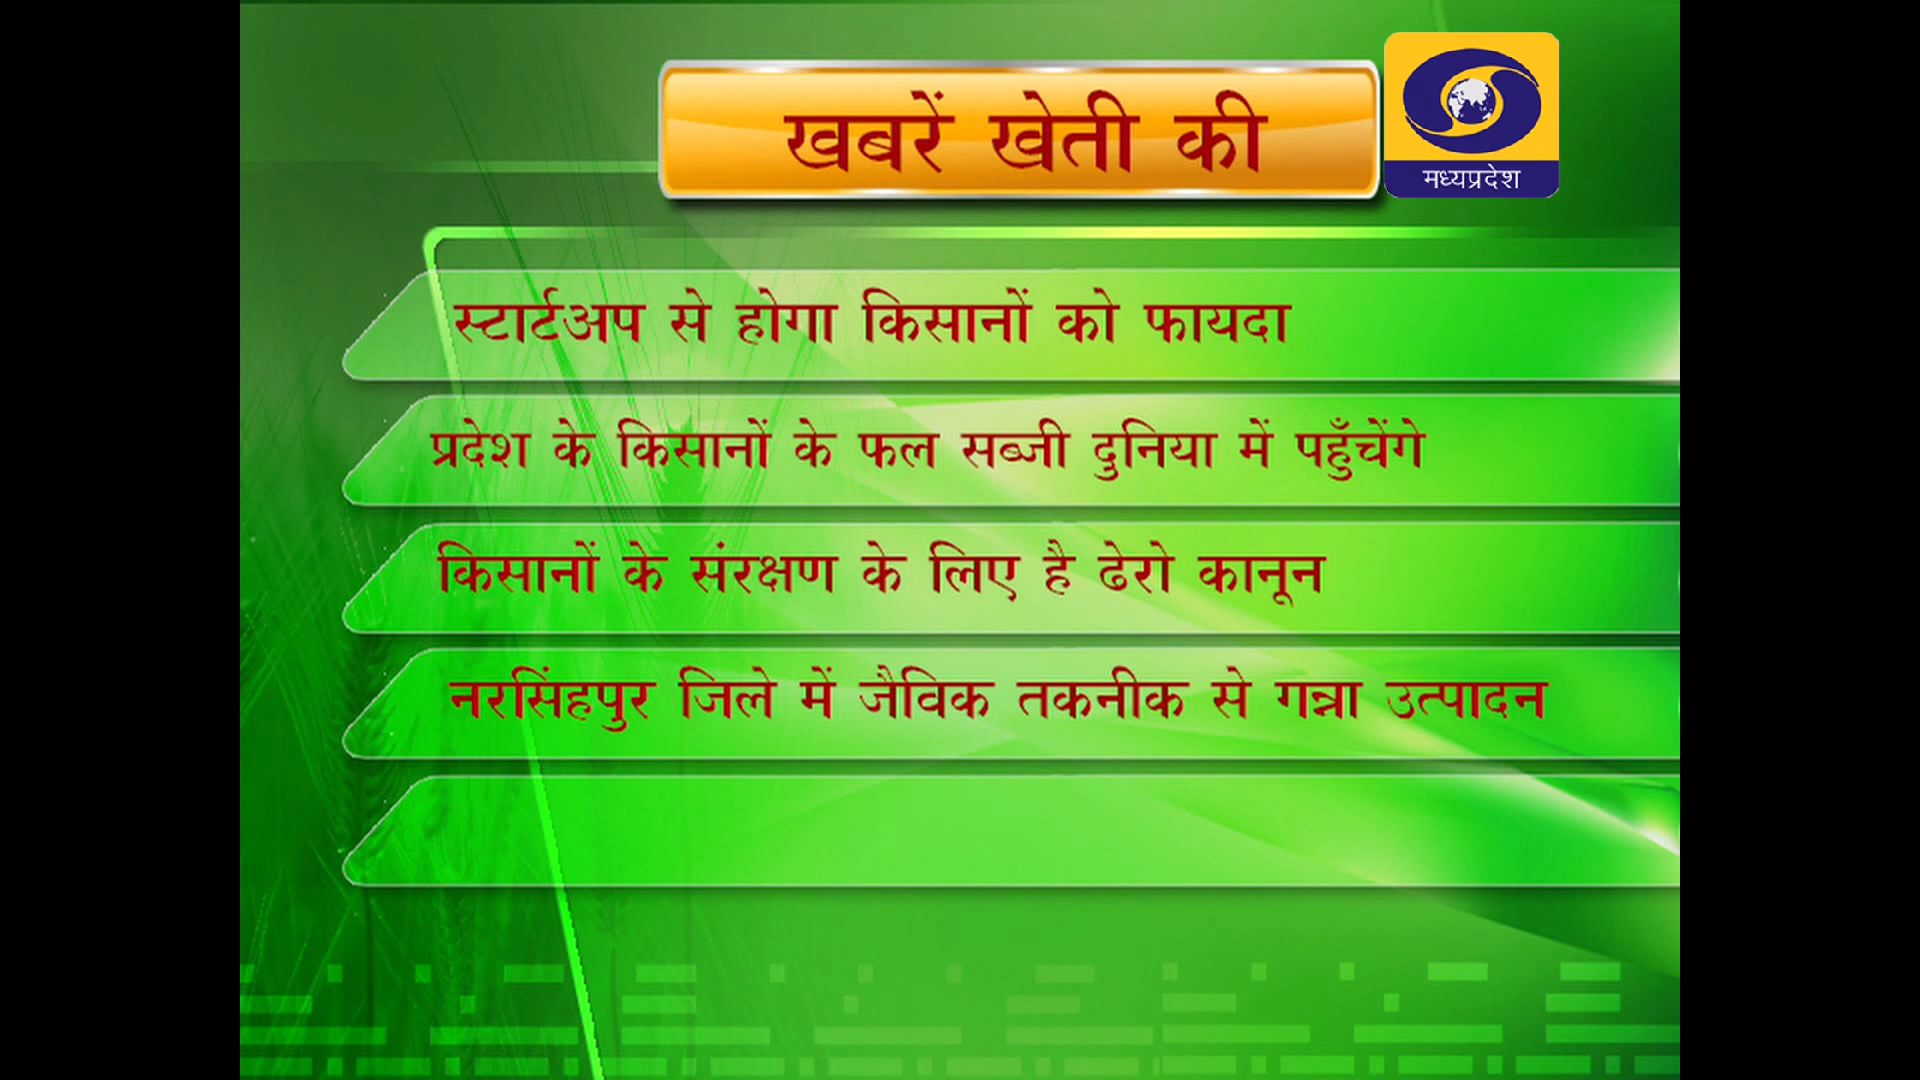 खबरें खेती की
मध्यप्रदेश
स्टार्टअप से होगा किसानों को फायदा
प्रदेश के किसानों के फल सब्जी दुनिया में पहुँचेंगे
किसानों के संरक्षण के लिए है ढेरो कानून
नरसिंहपुर जिले में जैविक तकनीक से गन्ना उत्पादन